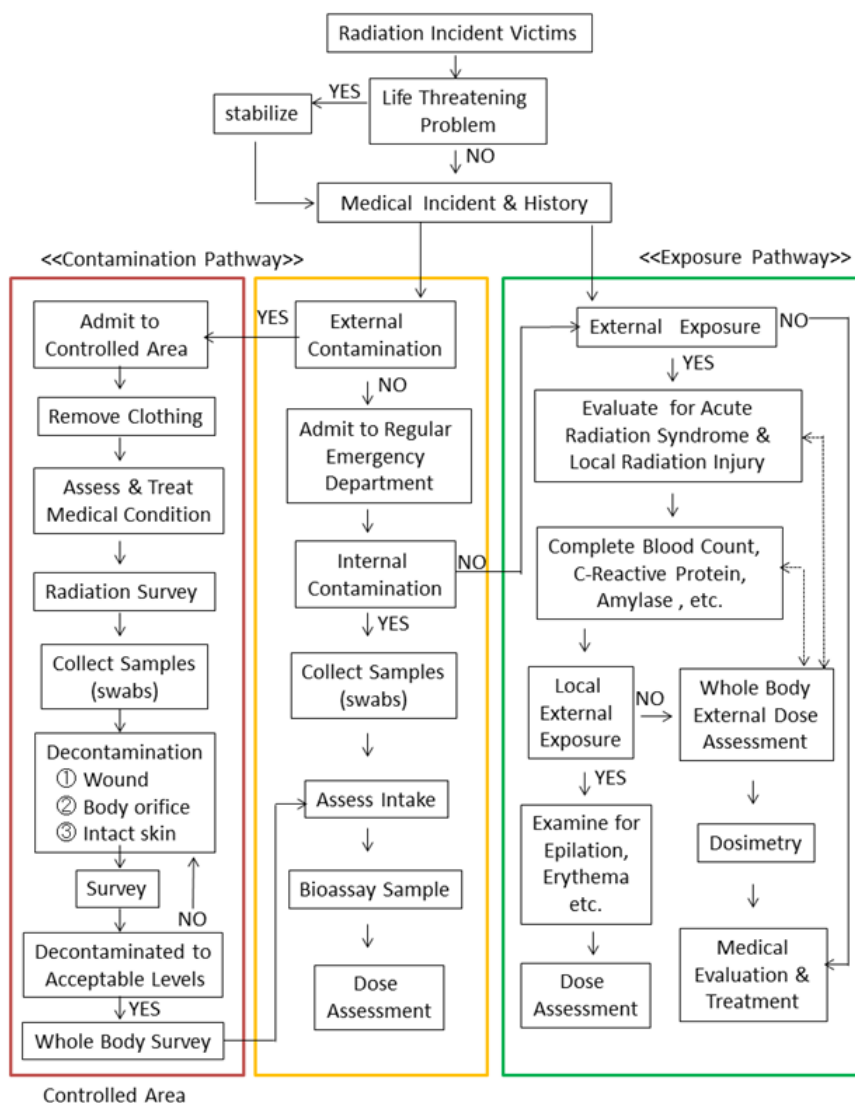 Radiation Incident Victims
YES
Life Threatening
Problem
stabilize
NO
Medical Incident & History
<<Contamination Pathway>>
<<Exposure Pathway>>
Admit to
Controlled Area
YES
External
Contamination
External Exposure
NO
Remove Clothing
NO
YES
Admit to Regular
Emergency
Department
Evaluate for Acute
Radiation Syndrome &
Local Radiation Injury
Assess & Treat
Medical Condition
Internal
Contamination
NO
Complete Blood Count,
C-Reactive Protein,
Amylase , etc.
Radiation Survey
YES
Collect Samples
(swabs)
Collect Samples
(swabs)
Local
External
Exposure
NO
Whole Body
External Dose
Assessment
Decontamination
① Wound
② Body orifice
③ Intact skin
Assess Intake
YES
Examine for
Epilation,
Erythema
etc.
Dosimetry
Survey
NO
Bioassay Sample
Decontaminated to
Acceptable Levels
YES
Dose
Assessment
Dose
Assessment
Medical
Evaluation &
Treatment
Whole Body Survey
Controlled Area